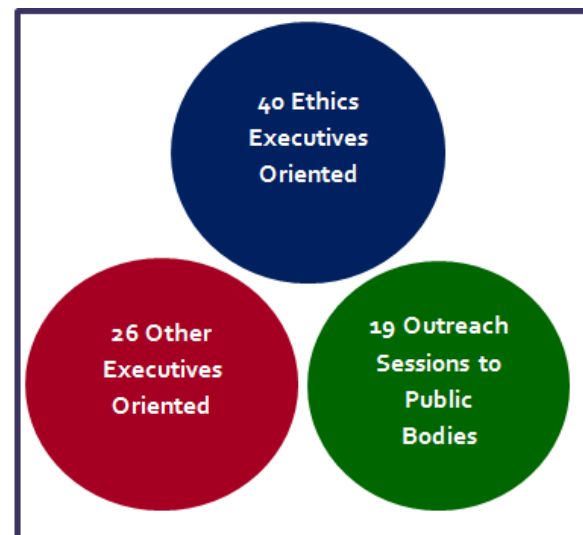 40 Ethics
Executives
Oriented
26 Other
Executives
Oriented
19 Outreach
Sessions to
Public
Bodies